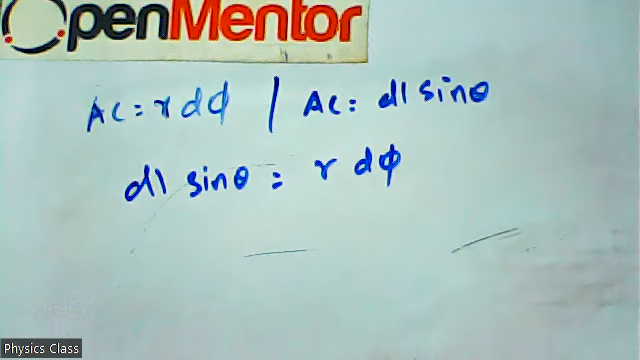 OpenMentor
AC = r dϕ | AC = dl sinθ
dl sinθ = r dϕ
Physics Class